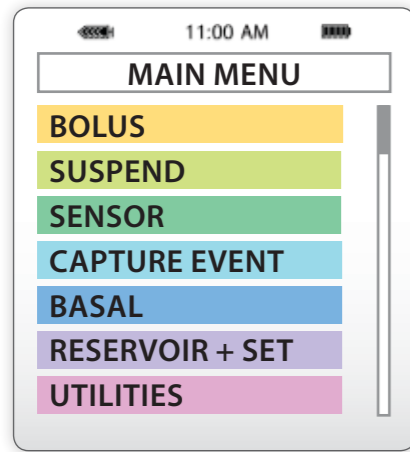 11:00 AM
MAIN MENU
BOLUS
SUSPEND
SENSOR
CAPTURE EVENT
BASAL
RESERVOIR + SET
UTILITIES